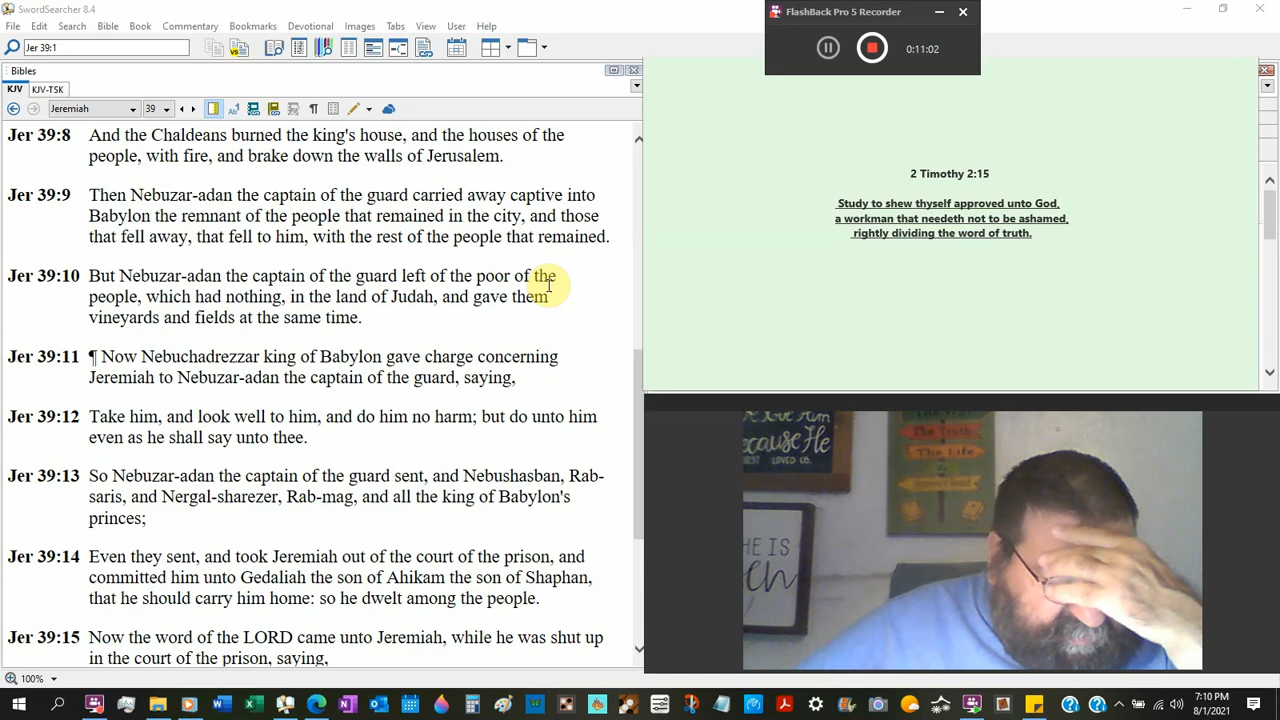 SwordSearcher 8.4
File Edit Search Bible Book Commentary Bookmarks Devotional Images Tabs View User Help
Jer 39:1
Bibles
KJV KJV-TSK
Jeremiah 39
Jer 39:8 And the Chaldeans burned the king's house, and the houses of the
people, with fire, and brake down the walls of Jerusalem.
Jer 39:9 Then Nebuzar-adan the captain of the guard carried away captive into
Babylon the remnant of the people that remained in the city, and those
that fell away, that fell to him, with the rest of the people that remained.
Jer 39:10 But Nebuzar-adan the captain of the guard left of the poor of the
people, which had nothing, in the land of Judah, and gave them
vineyards and fields at the same time.
Jer 39:11 ¶ Now Nebuchadrezzar king of Babylon gave charge concerning
Jeremiah to Nebuzar-adan the captain of the guard, saying,
Jer 39:12 Take him, and look well to him, and do him no harm; but do unto him
even as he shall say unto thee.
Jer 39:13 So Nebuzar-adan the captain of the guard sent, and Nebushasban, Rab-
saris, and Nergal-sharezer, Rab-mag, and all the king of Babylon's
princes;
Jer 39:14 Even they sent, and took Jeremiah out of the court of the prison, and
committed him unto Gedaliah the son of Ahikam the son of Shaphan,
that he should carry him home: so he dwelt among the people.
Jer 39:15 Now the word of the LORD came unto Jeremiah, while he was shut up
in the court of the prison, saying,
100%
FlashBack Pro 5 Recorder
0:11:02
2 Timothy 2:15
Study to shew thyself approved unto God,
a workman that needeth not to be ashamed,
rightly dividing the word of truth.
Because He
LOVED US.
The Truth
The Life
HE IS
7:10 PM
8/1/2021